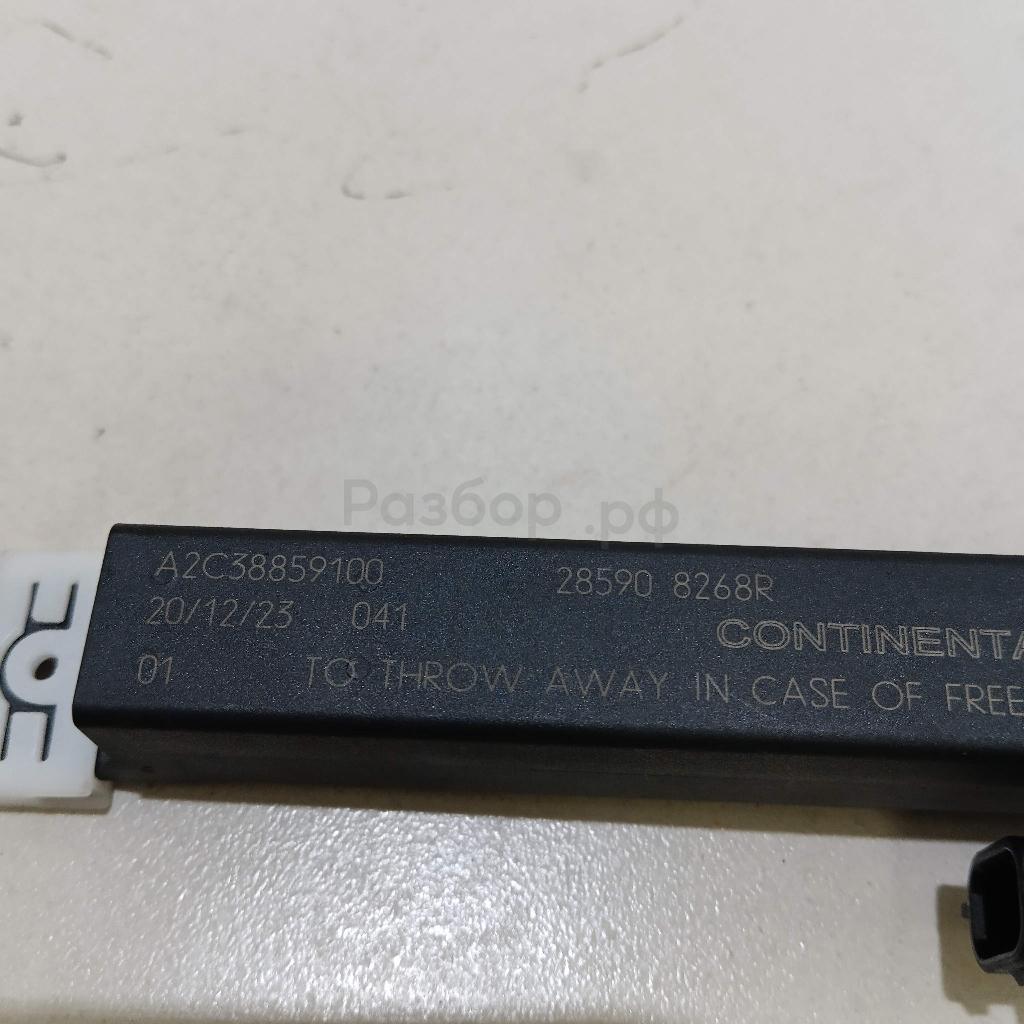 Разбор.рф
A2C38859100 28590 8268R
20/12/23 041
CONTINENTA
01 TO THROW AWAY IN CASE OF FREE